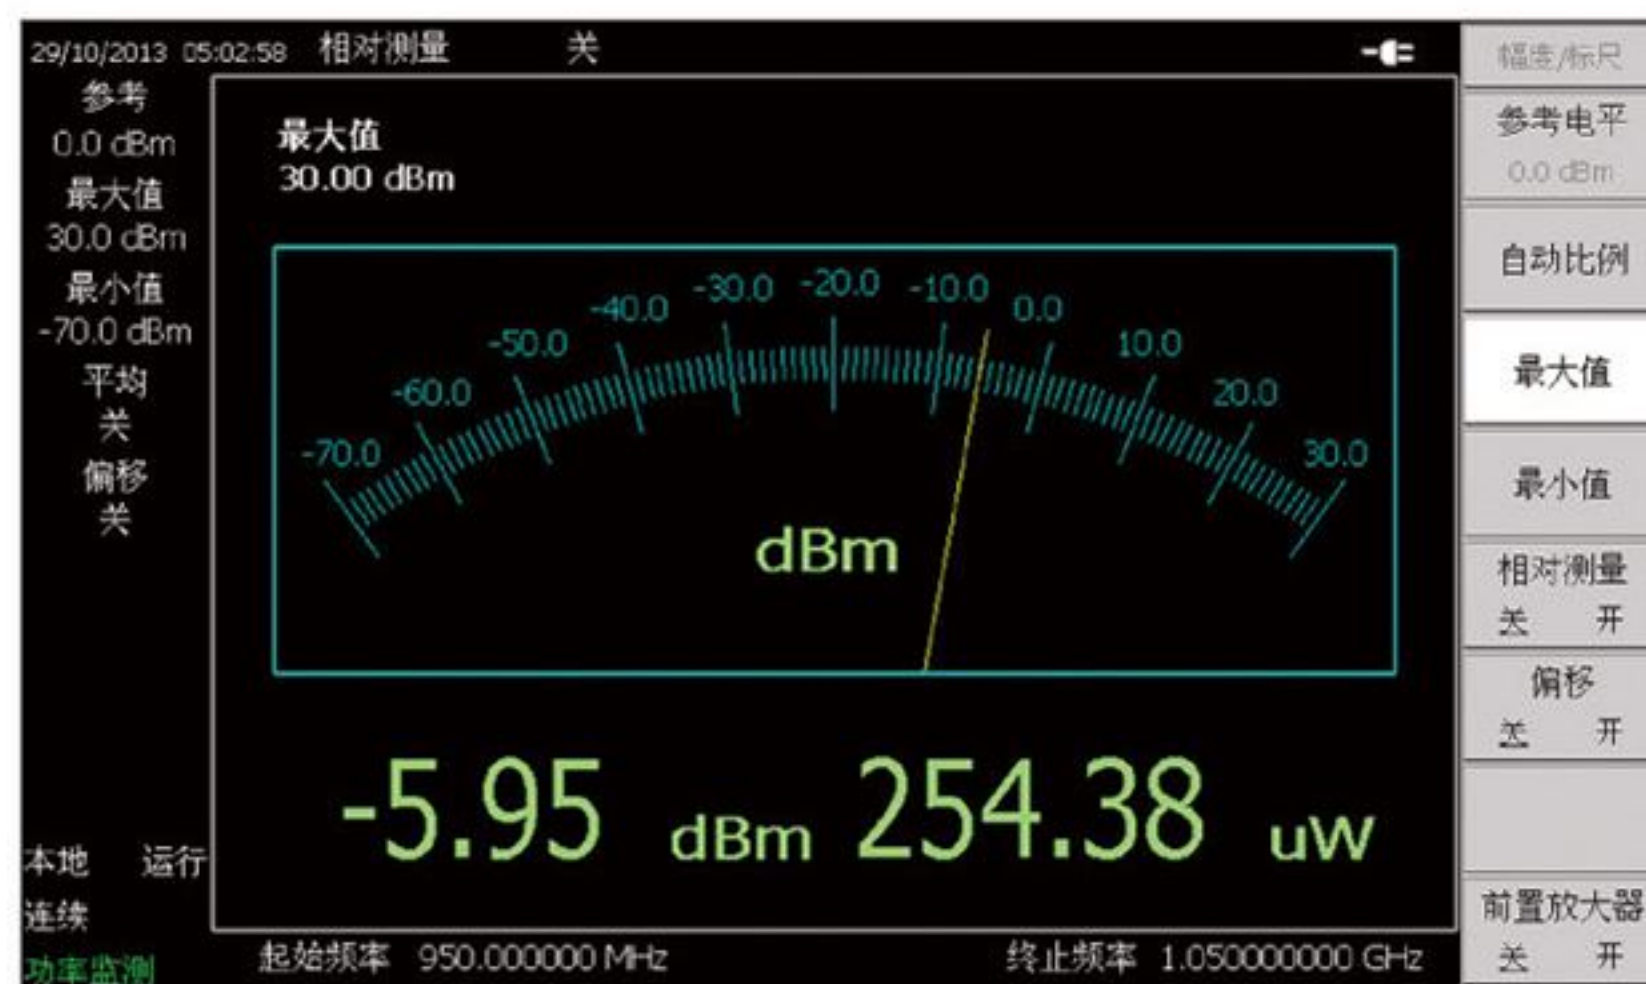 29/10/2013 05:02:58 相对测量 关
参考
0.0 dBm
最大值
30.0 dBm
最小值
-70.0 dBm
平均
关
偏移
关
本地 运行
连续
功率监测
最大值
30.00 dBm
-70.0 -60.0 -50.0 -40.0 -30.0 -20.0 -10.0 0.0 10.0 20.0 30.0
dBm
-5.95 dBm 254.38 uW
起始频率 950.000000 MHz 终止频率 1.050000000 GHz
幅度/标尺
参考电平
0.0 dBm
自动比例
最大值
最小值
相对测量
关 开
偏移
关 开
前置放大器
关 开